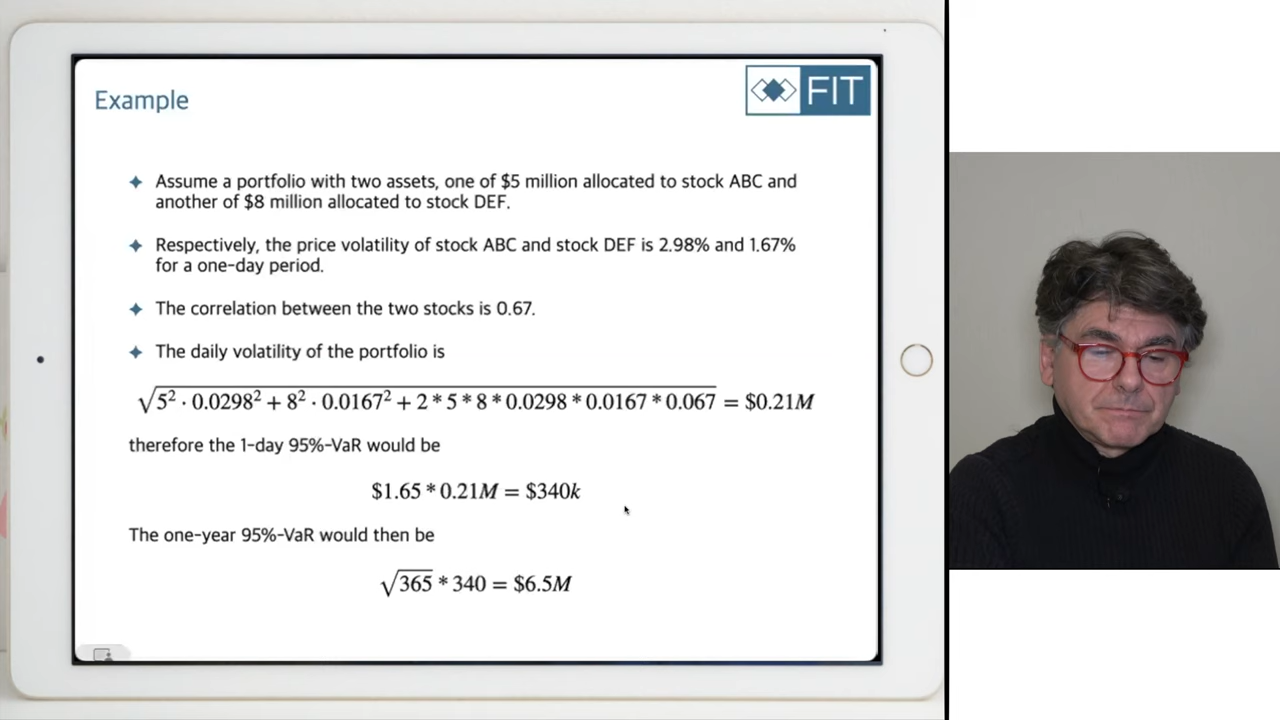 FIT
Example
Assume a portfolio with two assets, one of $5 million allocated to stock ABC and
another of $8 million allocated to stock DEF.
Respectively, the price volatility of stock ABC and stock DEF is 2.98% and 1.67%
for a one-day period.
The correlation between the two stocks is 0.67.
The daily volatility of the portfolio is
√5² · 0.0298² + 8² · 0.0167² + 2 * 5 * 8 * 0.0298 * 0.0167 * 0.067 = $0.21M
therefore the 1-day 95%-VaR would be
$1.65 * 0.21M = $340k
The one-year 95%-VaR would then be
√365 * 340 = $6.5M